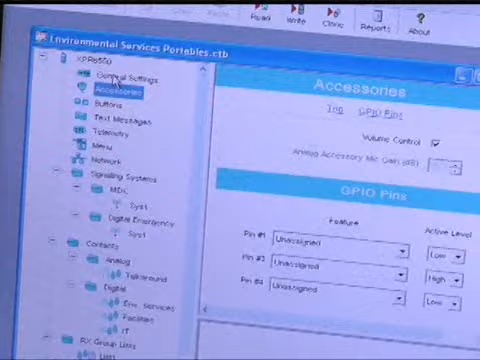 Read Write Clone Reports About
Environmental Services Portables.ctb
XPR6550
General Settings
Accessories
Buttons
Text Messages
Telemetry
Menu
Network
Signaling Systems
MDC
Sys1
Digital Emergency
Sys1
Contacts
Analog
Talkaround
Digital
Env. Services
Facilities
IT
RX Group Lists
Accessories
Top GPIO Pins
Volume Control
Analog Accessory Mic Gain (dB)
GPIO Pins
Feature Active Level
Pin #1 Unassigned Low
Pin #3 Unassigned High
Pin #4 Unassigned Low